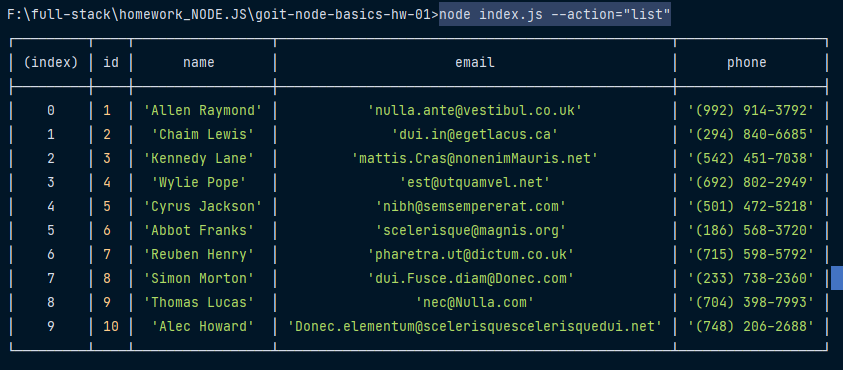 F:\full-stack\homework_NODE.JS\goit-node-basics-hw-01>node index.js --action="list"
(index) id name email phone
0 1 'Allen Raymond' 'nulla.ante@vestibul.co.uk' '(992) 914-3792'
1 2 'Chaim Lewis' 'dui.in@egetlacus.ca' '(294) 840-6685'
2 3 'Kennedy Lane' 'mattis.Cras@nonenimMauris.net' '(542) 451-7038'
3 4 'Wylie Pope' 'est@utquamvel.net' '(692) 802-2949'
4 5 'Cyrus Jackson' 'nibh@semsempererat.com' '(501) 472-5218'
5 6 'Abbot Franks' 'scelerisque@magnis.org' '(186) 568-3720'
6 7 'Reuben Henry' 'pharetra.ut@dictum.co.uk' '(715) 598-5792'
7 8 'Simon Morton' 'dui.Fusce.diam@Donec.com' '(233) 738-2360'
8 9 'Thomas Lucas' 'nec@Nulla.com' '(704) 398-7993'
9 10 'Alec Howard' 'Donec.elementum@scelerisquescelerisquedui.net' '(748) 206-2688'